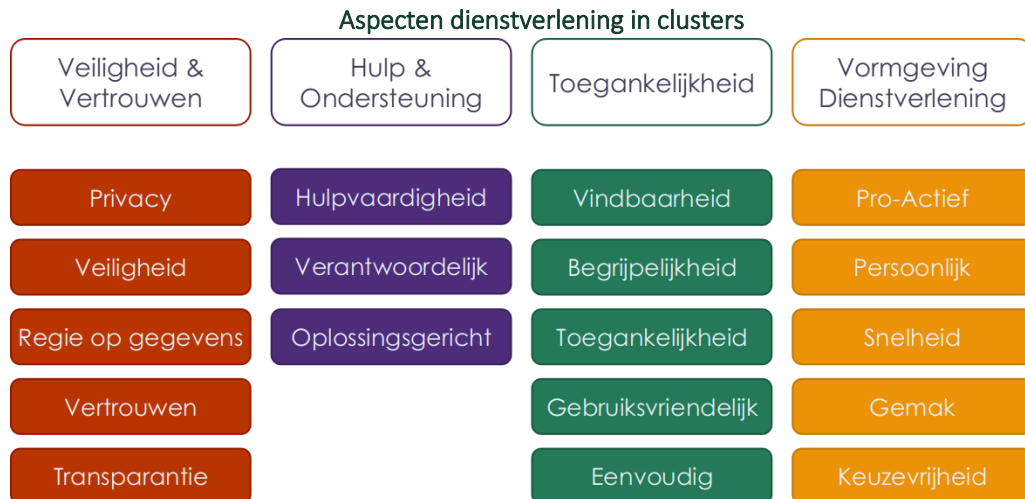 Aspecten dienstverlening in clusters
Veiligheid &
Vertrouwen
Privacy
Veiligheid
Regie op gegevens
Vertrouwen
Transparantie
Hulp &
Ondersteuning
Hulpvaardigheid
Verantwoordelijk
Oplossingsgericht
Toegankelijkheid
Vindbaarheid
Begrijpelijkheid
Toegankelijkheid
Gebruiksvriendelijk
Eenvoudig
Vormgeving
Dienstverlening
Pro-Actief
Persoonlijk
Snelheid
Gemak
Keuzevrijheid